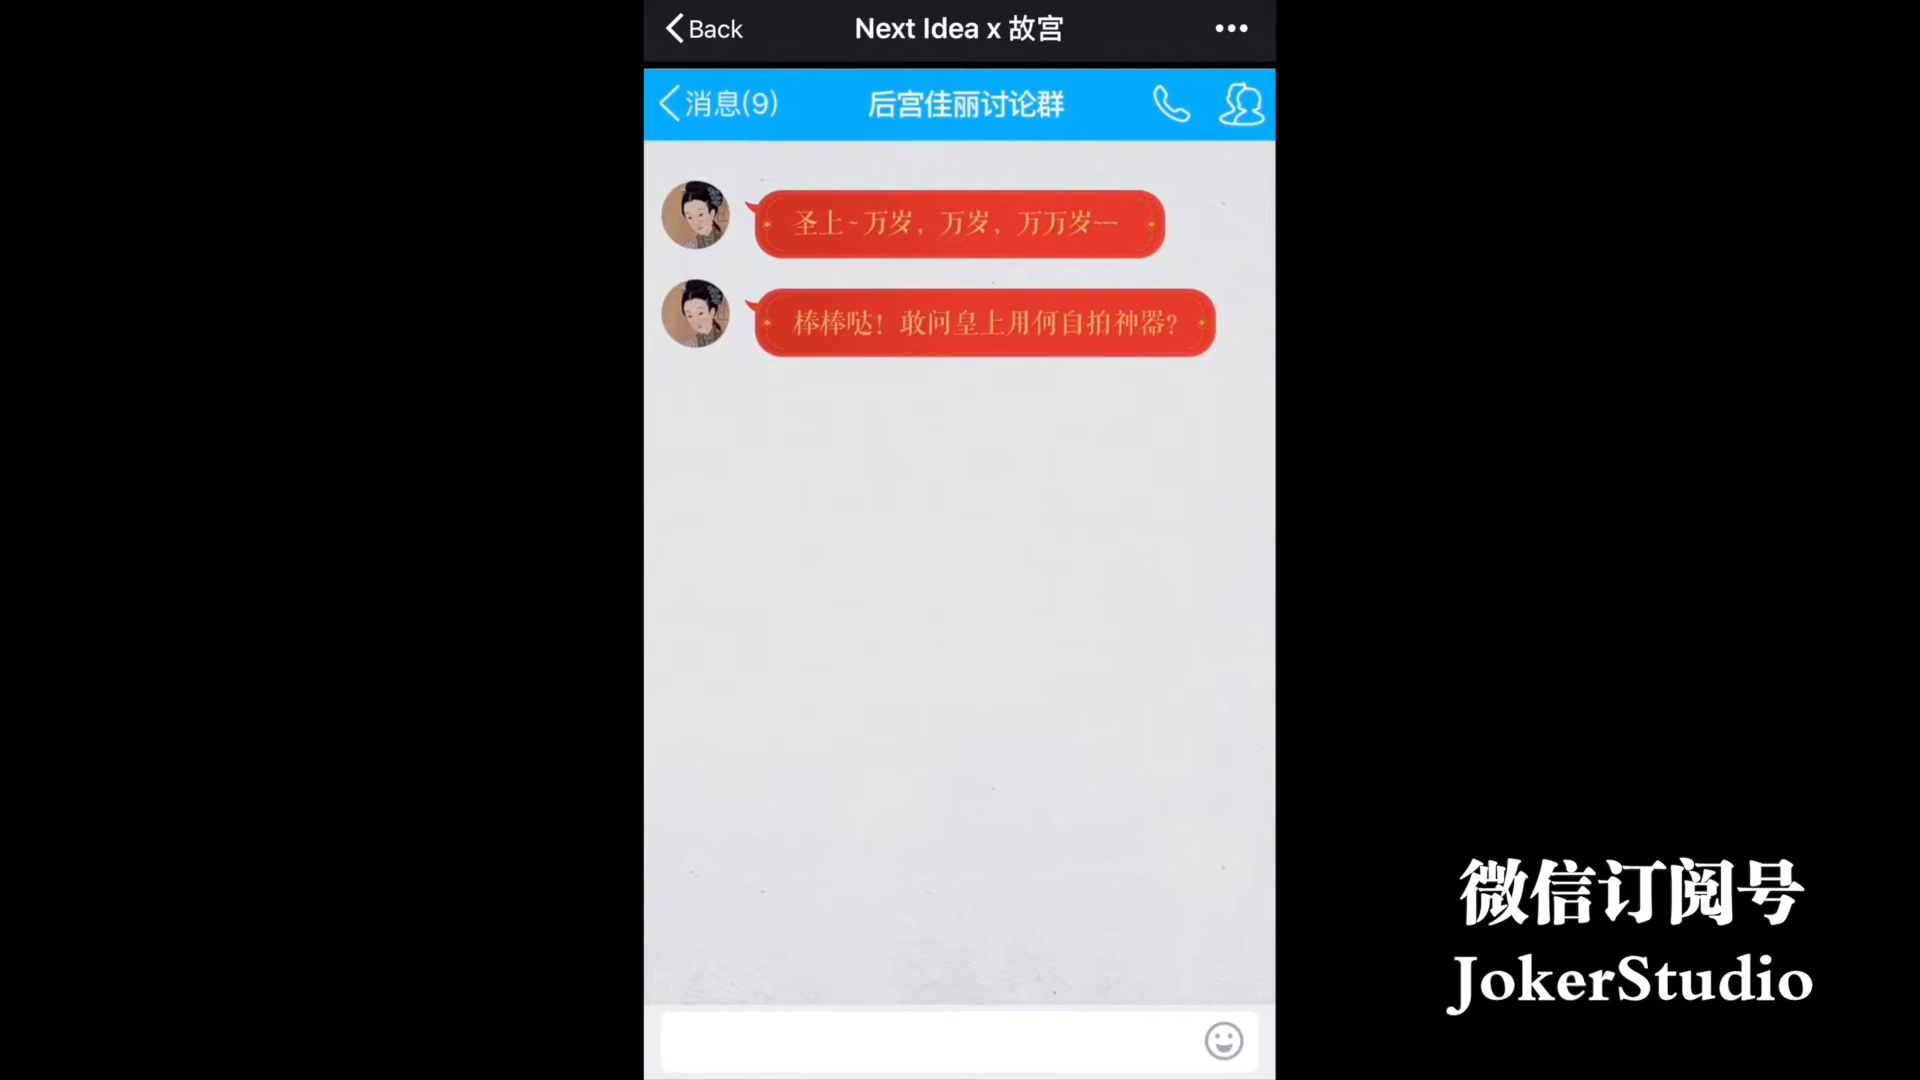 Back
Next Idea x 故宫
消息(9)
后宫佳丽讨论群
圣上~万岁，万岁，万万岁~~
棒棒哒！敢问皇上用何自拍神器？
微信订阅号
JokerStudio